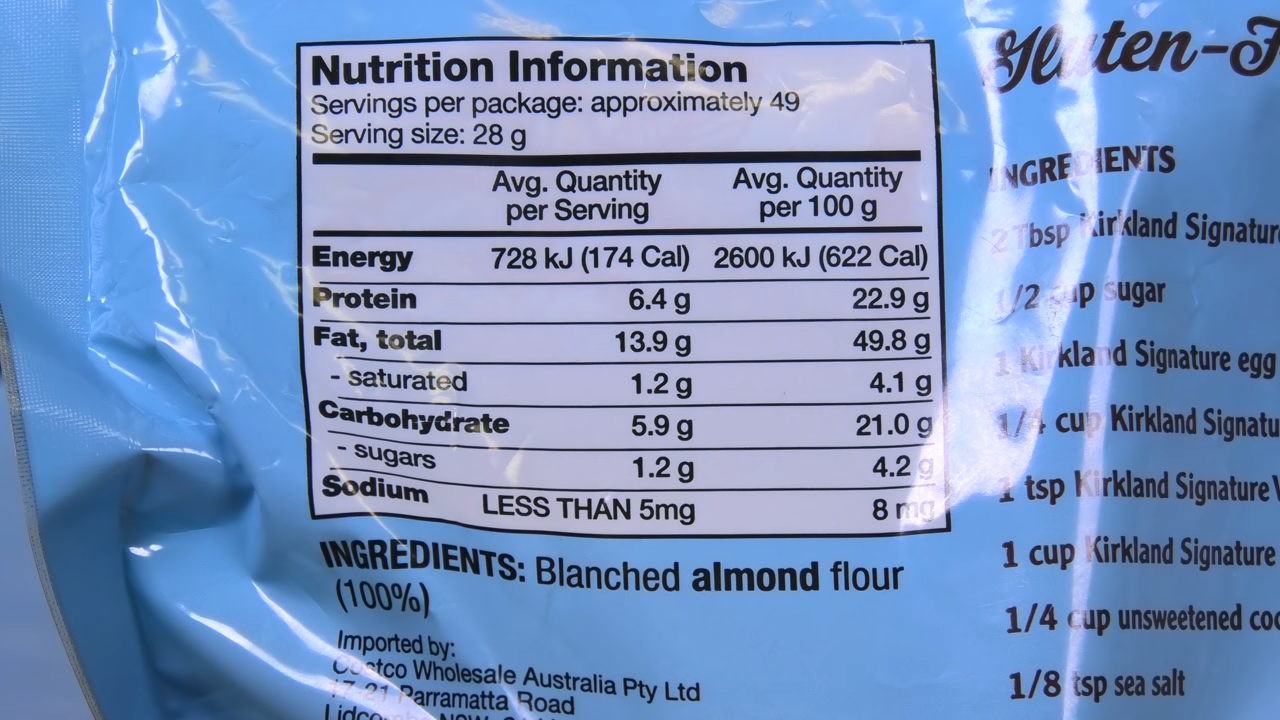 Nutrition Information
Servings per package: approximately 49
Serving size: 28 g
Avg. Quantity per Serving Avg. Quantity per 100 g
Energy 728 kJ (174 Cal) 2600 kJ (622 Cal)
Protein 6.4 g 22.9 g
Fat, total 13.9 g 49.8 g
- saturated 1.2 g 4.1 g
Carbohydrate 5.9 g 21.0 g
- sugars 1.2 g 4.2 g
Sodium LESS THAN 5mg 8 mg
INGREDIENTS: Blanched almond flour
(100%)
Imported by:
Costco Wholesale Australia Pty Ltd
17-21 Parramatta Road
Gluten-F
INGREDIENTS
2 Tbsp Kirkland Signature
1/2 cup sugar
1 Kirkland Signature egg
1/4 cup Kirkland Signatu
1 tsp Kirkland Signature
1 cup Kirkland Signature
1/4 cup unsweetened coc
1/8 tsp sea salt